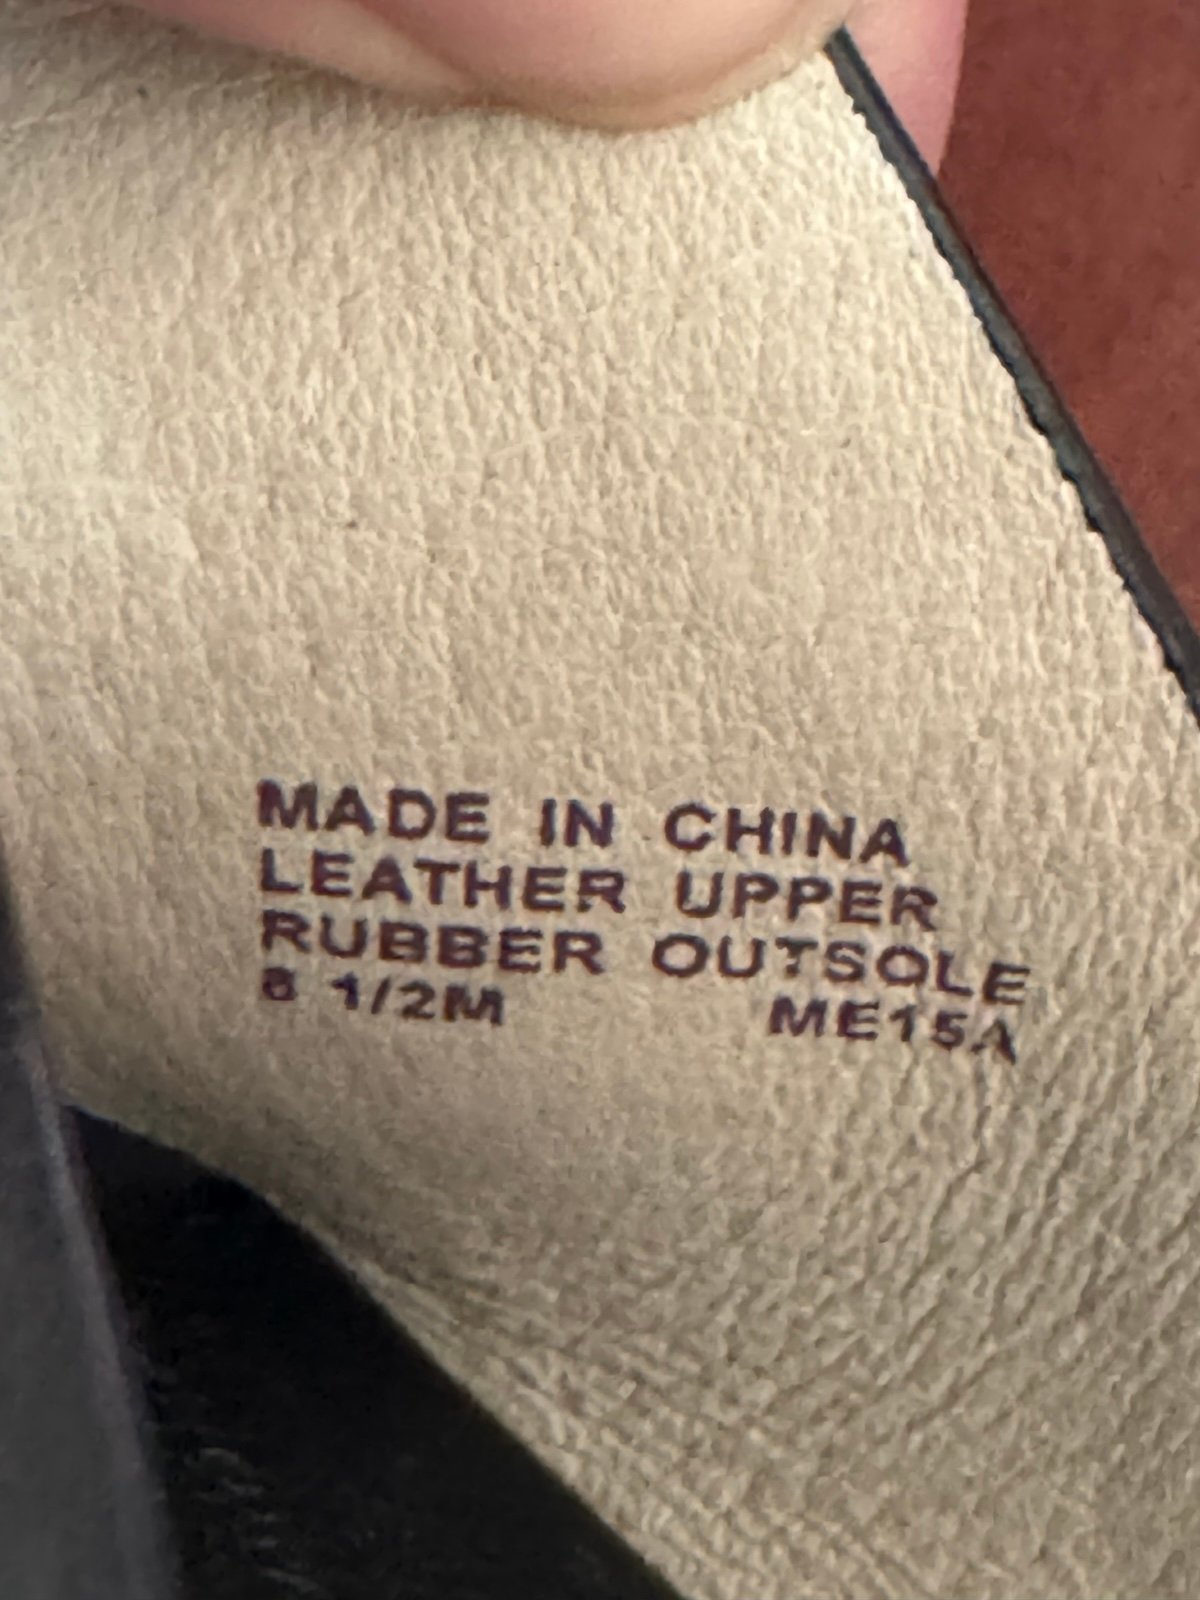 MADE IN CHINA
LEATHER UPPER
RUBBER OUTSOLE
1/2M ME15A